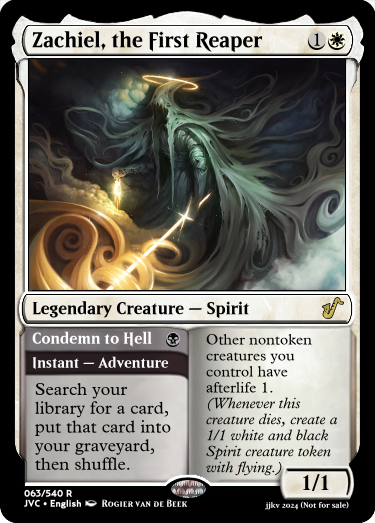 Zachiel, the First Reaper 1
Legendary Creature — Spirit
Condemn to Hell
Instant — Adventure
Search your
library for a card,
put that card into
your graveyard,
then shuffle.
Other nontoken
creatures you
control have
afterlife 1.
(Whenever this
creature dies, create a
1/1 white and black
Spirit creature token
with flying.)
1/1
063/540 R
JVC • English Rogier van de Beek
jjkv 2024 (Not for sale)